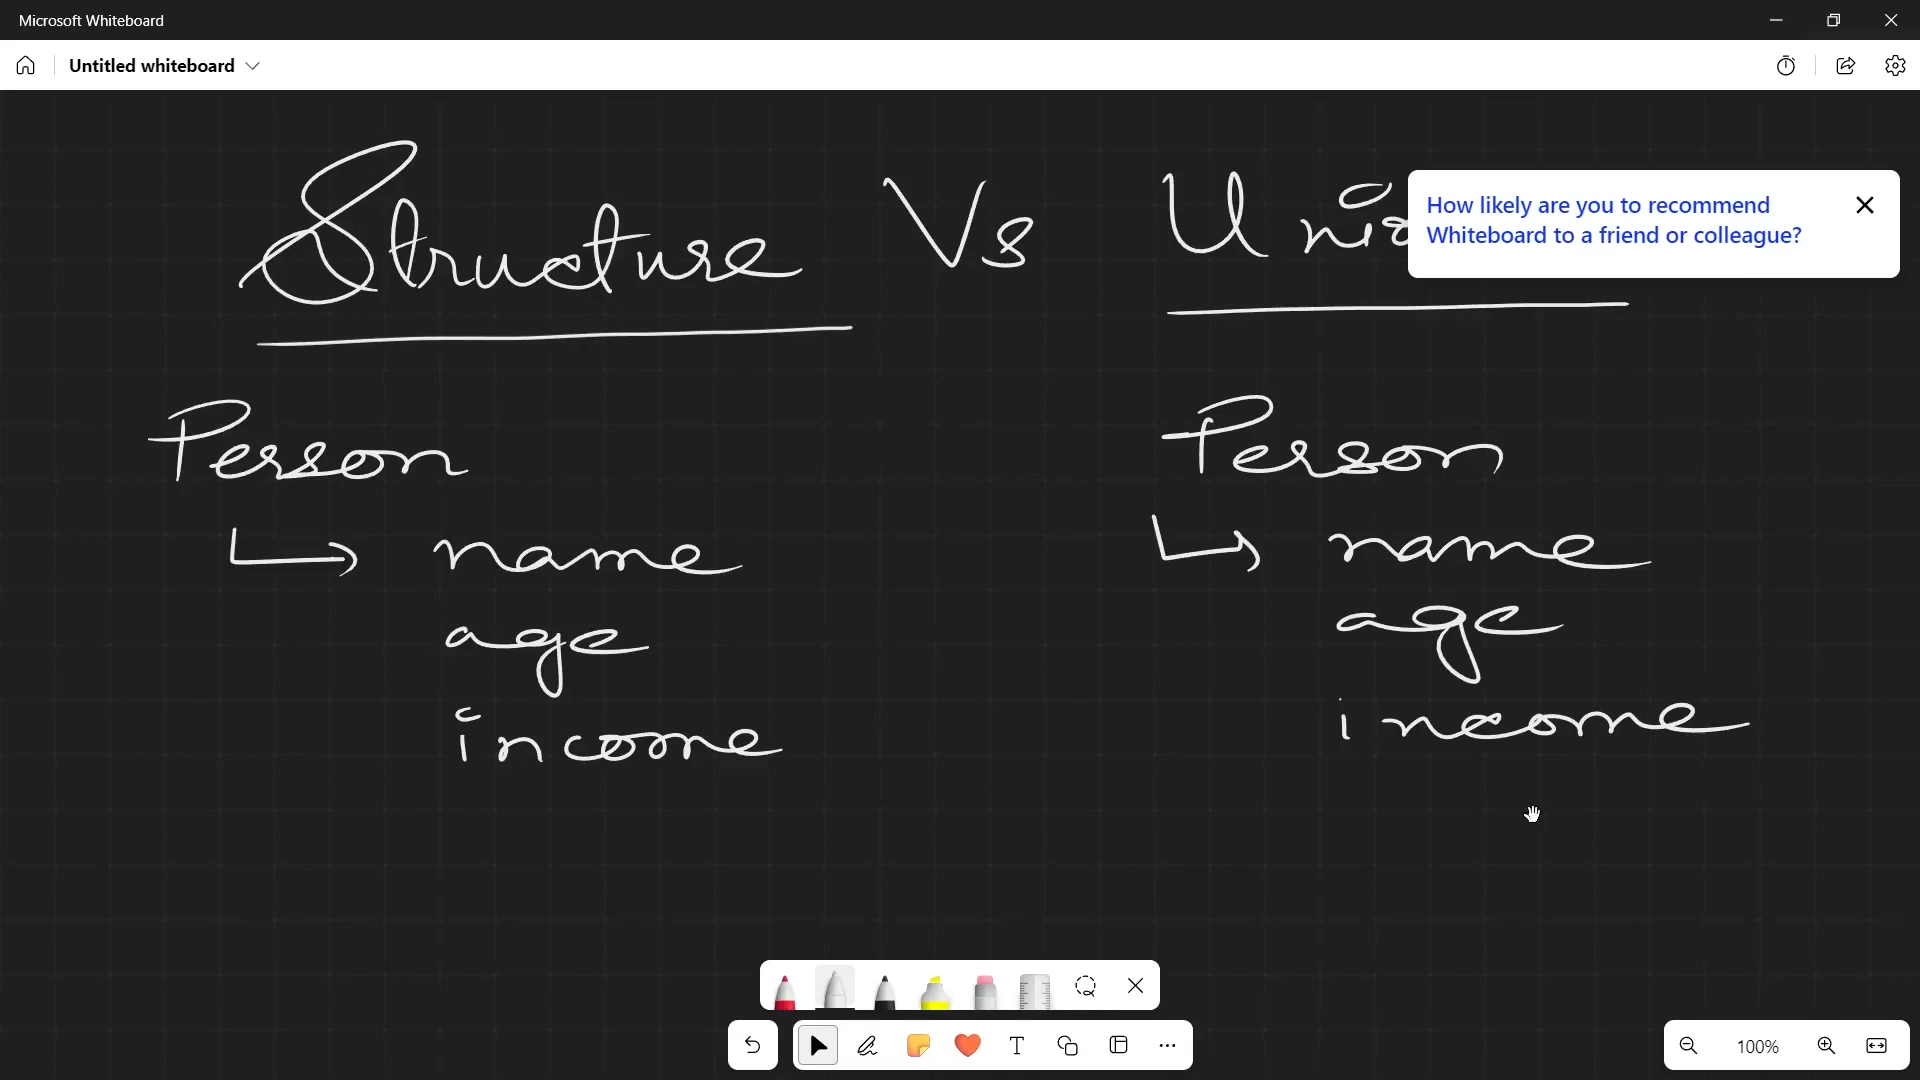 Microsoft Whiteboard
Untitled whiteboard
Structure Vs
How likely are you to recommend
Whiteboard to a friend or colleague?
Person
name
age
income
Person
name
age
income
100%